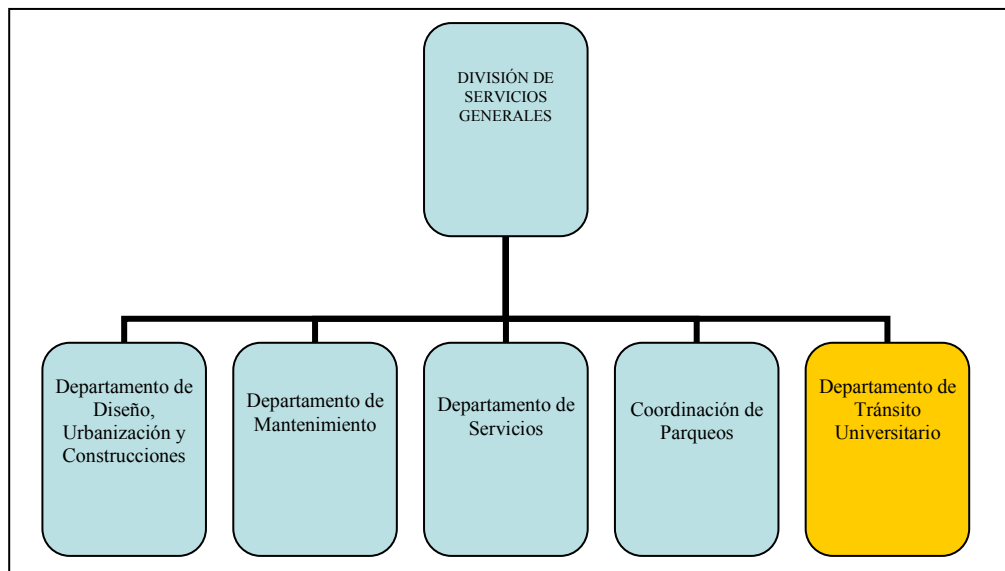 DIVISIÓN DE
SERVICIOS
GENERALES
Departamento de
Diseño,
Urbanización y
Construcciones
Departamento de
Mantenimiento
Departamento de
Servicios
Coordinación de
Parqueos
Departamento de
Tránsito
Universitario